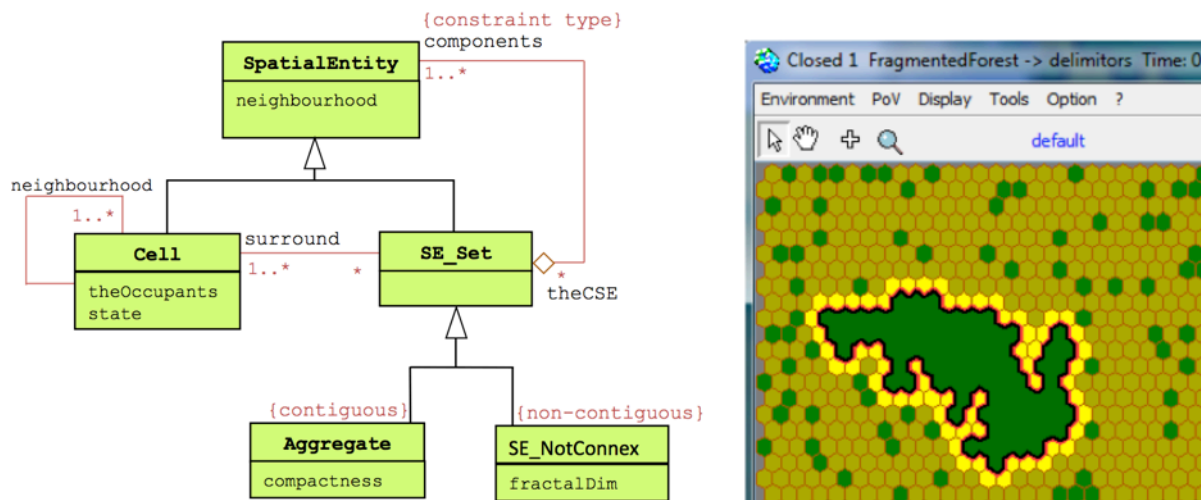 {constraint type}
components
SpatialEntity
1..*
neighbourhood
neighbourhood
1..*
Cell
surround
1..*
*
SE_Set
*
theCSE
theOccupants
state
{contiguous}
{non-contiguous}
Aggregate
SE_NotConnex
compactness
fractalDim
Closed 1 FragmentedForest -> delimitors Time: 0
Environment PoV Display Tools Option ?
default